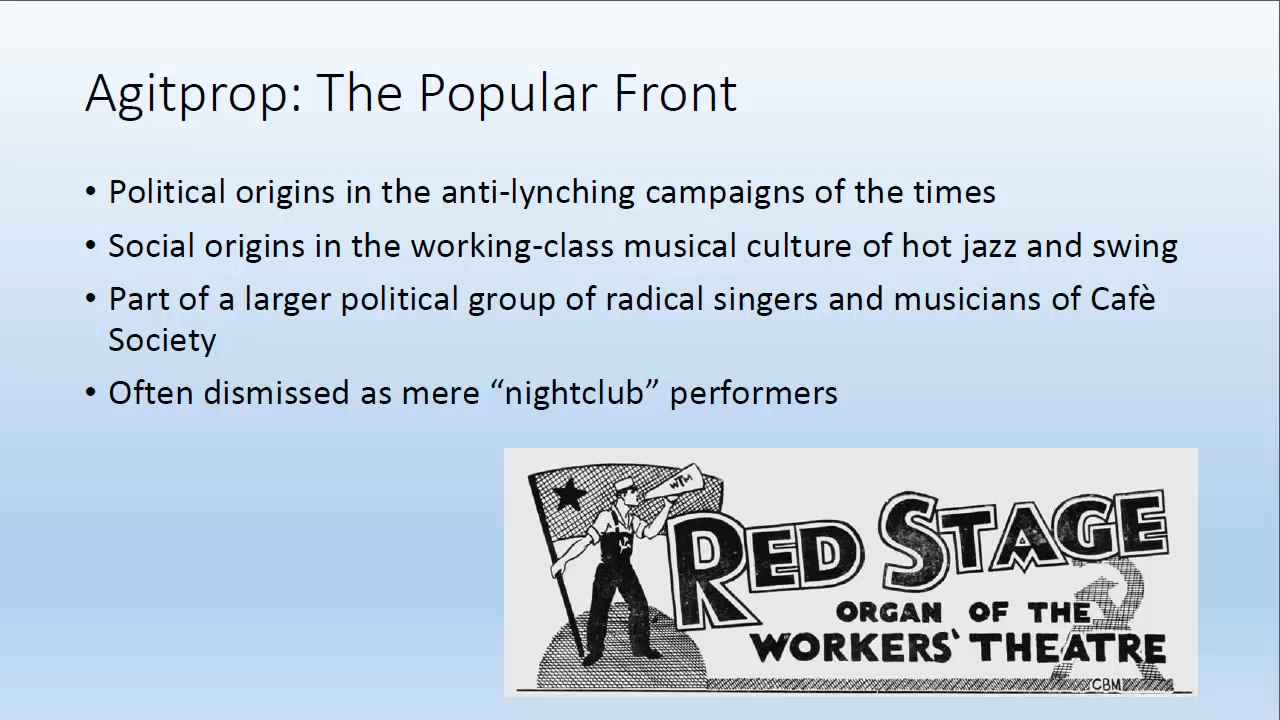 Agitprop: The Popular Front
• Political origins in the anti-lynching campaigns of the times
• Social origins in the working-class musical culture of hot jazz and swing
• Part of a larger political group of radical singers and musicians of Cafè
Society
• Often dismissed as mere “nightclub” performers
WTM
RED STAGE
ORGAN OF THE
WORKERS' THEATRE
CBM